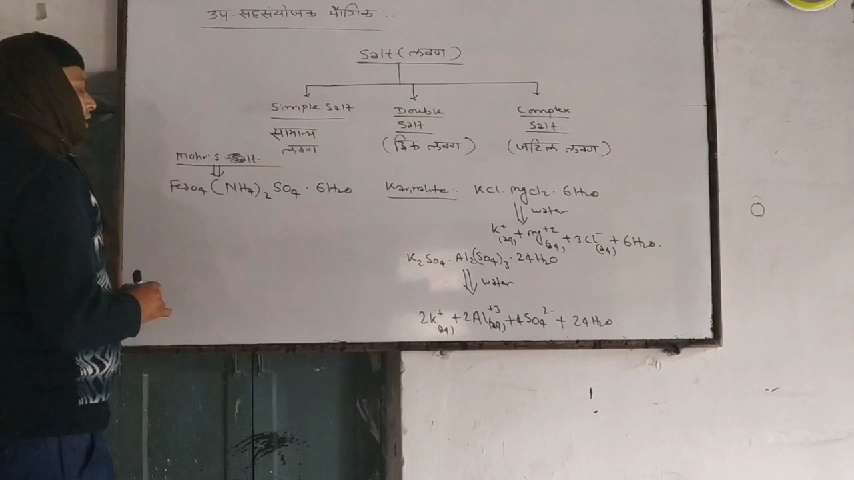 उप सहसंयोजक यौगिक ..
Salt (लवण)
Simple Salt
सामान्य
लवण
Double
Salt
(द्विक लवण)
Complex
Salt
(जटिल लवण)
Mohr's Salt
FeSO4 (NH4)2 SO4 · 6H2O
Karnalite : KCl. mgCl2 · 6H2O
water
K+(aq) + mg+2(aq) + 3Cl-(aq) + 6H2O.
K2SO4 · Al2(SO4)3 · 24H2O
water
2K+(aq) + 2Al+3(aq) + 4SO4 2- + 24H2O